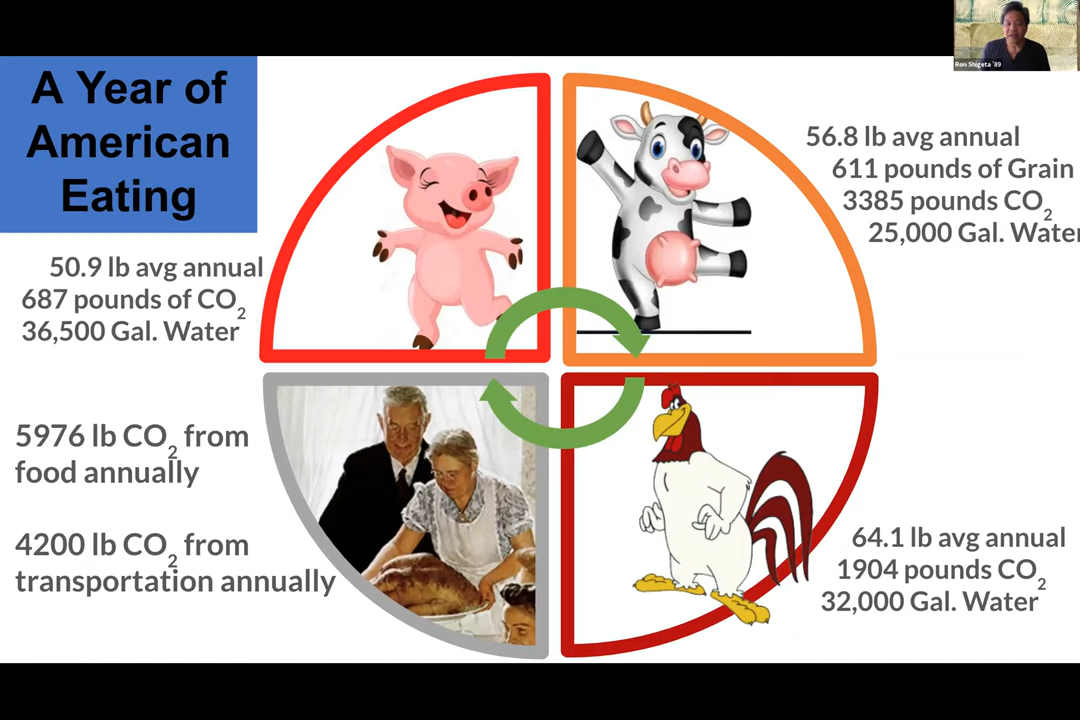 A Year of
American
Eating
50.9 lb avg annual
687 pounds of CO2
36,500 Gal. Water
5976 lb CO2 from
food annually
4200 lb CO2 from
transportation annually
56.8 lb avg annual
611 pounds of Grain
3385 pounds CO2
25,000 Gal. Water
64.1 lb avg annual
1904 pounds CO2
32,000 Gal. Water
Ron Shigeta '89